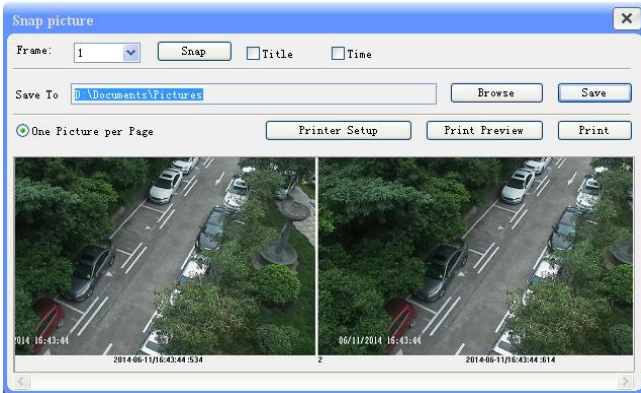 Snap picture
Frame: 1 Snap Title Time
Save To D:\Documents\Pictures Browse Save
One Picture per Page Printer Setup Print Preview Print
2014 16:43:44 06/11/2014 16:43:44
2014-06-11/16:43:44 :534 2 2014-06-11/16:43:44 :614